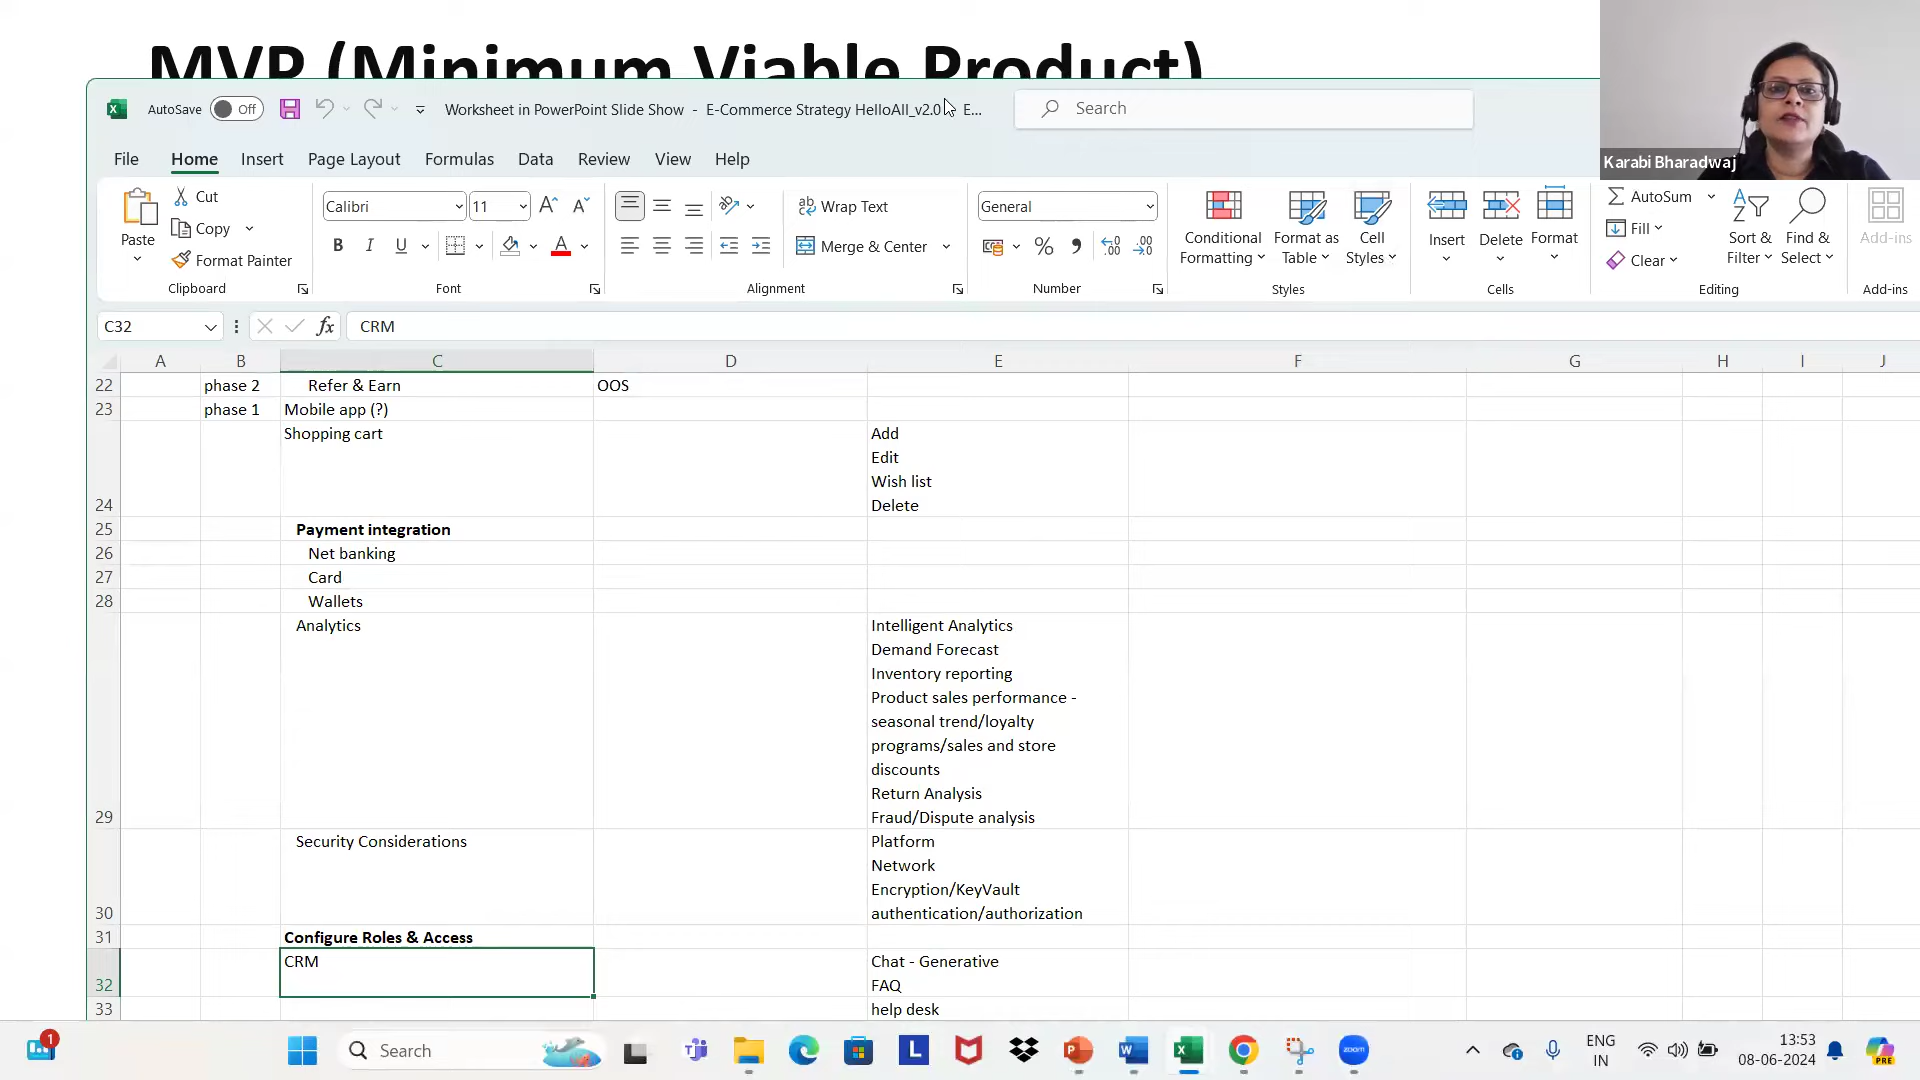 MVP (Minimum Viable Product)
AutoSave Off
Worksheet in PowerPoint Slide Show - E-Commerce Strategy HelloAll_v2.0 E...
Search
Karabi Bharadwaj
File Home Insert Page Layout Formulas Data Review View Help
Paste
Cut
Copy
Format Painter
Clipboard
Calibri 11
B I U
Font
Wrap Text
Merge & Center
Alignment
General
Number
Conditional Formatting
Format as Table
Cell Styles
Styles
Insert
Delete
Format
Cells
AutoSum
Fill
Clear
Sort & Filter
Find & Select
Editing
Add-ins
Add-ins
C32 fx CRM
A B C D E F G H I J
22 phase 2 Refer & Earn OOS
23 phase 1 Mobile app (?)
Shopping cart Add
Edit
Wish list
24 Delete
25 Payment integration
26 Net banking
27 Card
28 Wallets
Analytics Intelligent Analytics
Demand Forecast
Inventory reporting
Product sales performance -
seasonal trend/loyalty
programs/sales and store
discounts
Return Analysis
29 Fraud/Dispute analysis
Security Considerations Platform
Network
Encryption/KeyVault
30 authentication/authorization
31 Configure Roles & Access
CRM Chat - Generative
32 FAQ
33 help desk
1
Search
L
zoom
ENG
IN
13:53
08-06-2024
PRE